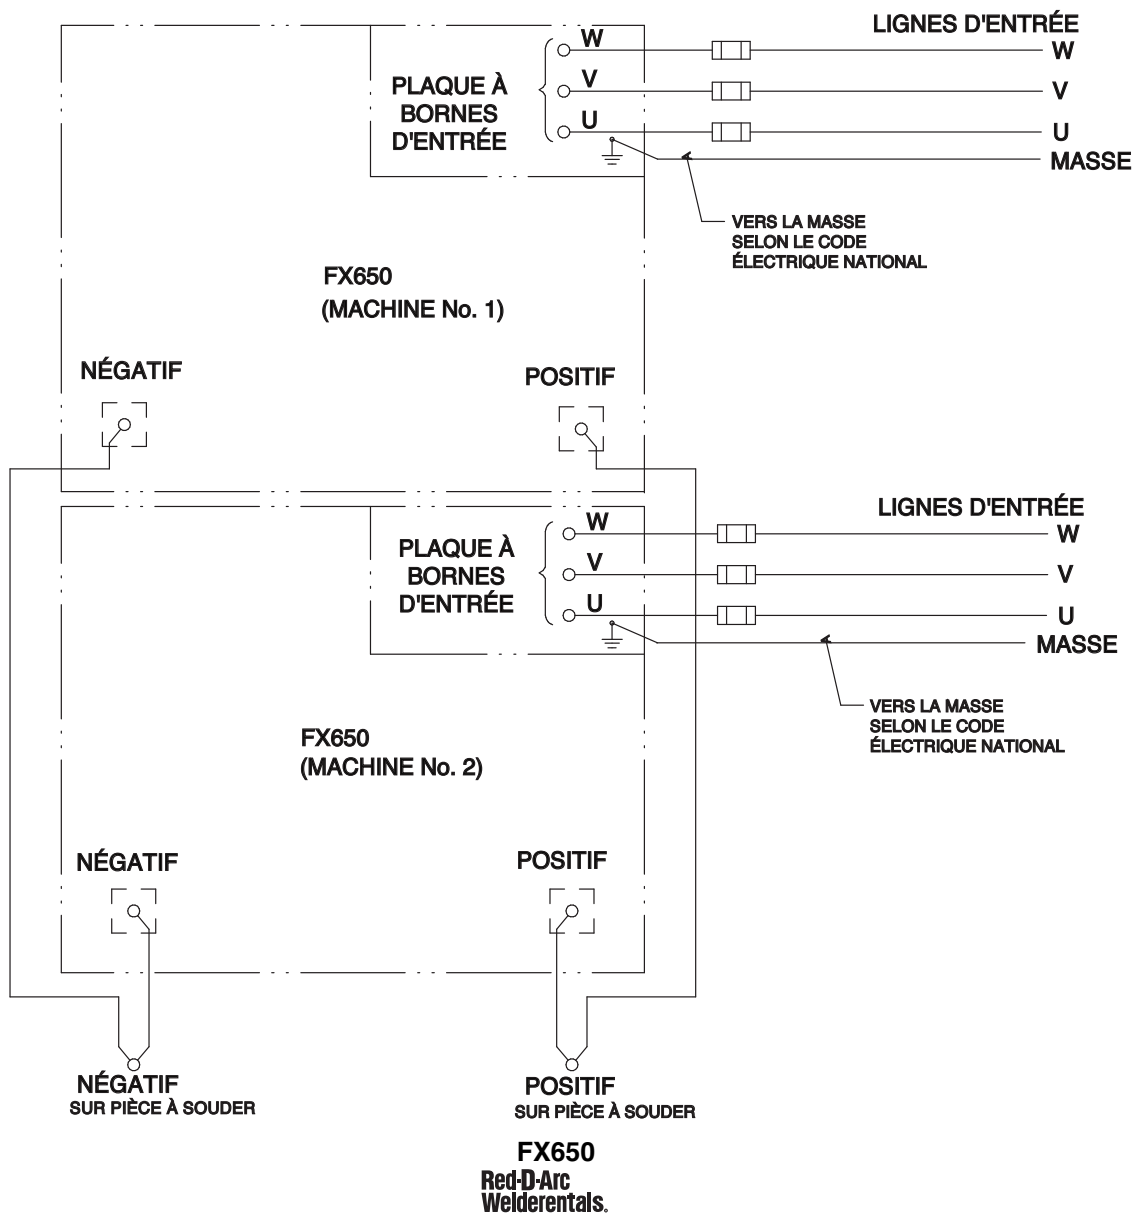 LIGNES D'ENTRÉE
W
W
PLAQUE À
BORNES
D'ENTRÉE
V
V
U
U
MASSE
VERS LA MASSE
SELON LE CODE
ÉLECTRIQUE NATIONAL
FX650
(MACHINE No. 1)
NÉGATIF
POSITIF
LIGNES D'ENTRÉE
W
W
PLAQUE À
BORNES
D'ENTRÉE
V
V
U
U
MASSE
VERS LA MASSE
SELON LE CODE
ÉLECTRIQUE NATIONAL
FX650
(MACHINE No. 2)
NÉGATIF
POSITIF
NÉGATIF
SUR PIÈCE À SOUDER
POSITIF
SUR PIÈCE À SOUDER
FX650
Red-D-Arc
Welderentals.